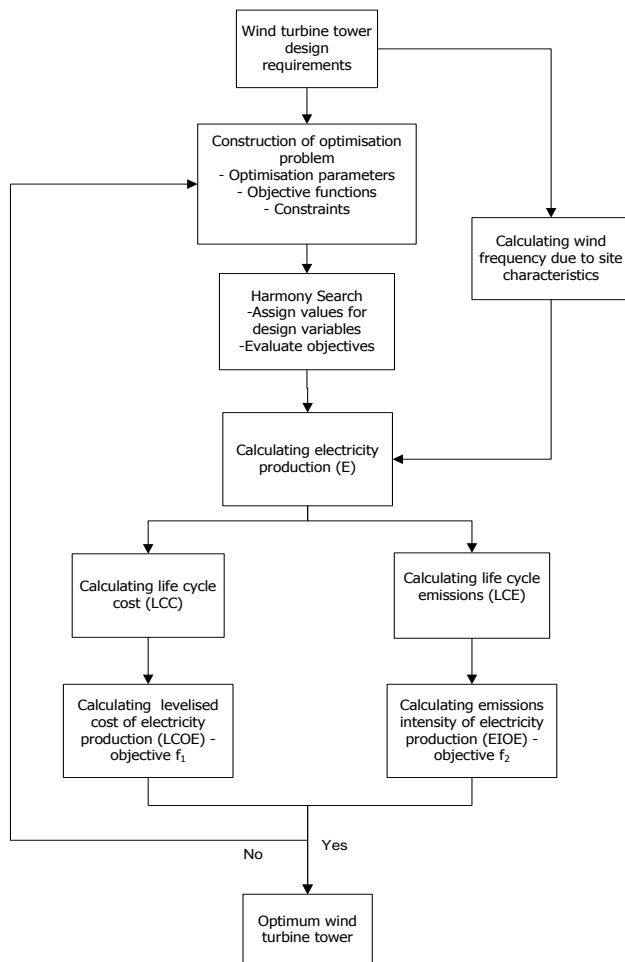 Wind turbine tower
design
requirements
Construction of optimisation
problem
- Optimisation parameters
- Objective functions
- Constraints
Calculating wind
frequency due to site
characteristics
Harmony Search
-Assign values for
design variables
-Evaluate objectives
Calculating electricity
production (E)
Calculating life cycle
cost (LCC)
Calculating life cycle
emissions (LCE)
Calculating levelised
cost of electricity
production (LCOE) -
objective f₁
Calculating emissions
intensity of electricity
production (EIOE) -
objective f₂
No
Yes
Optimum wind
turbine tower